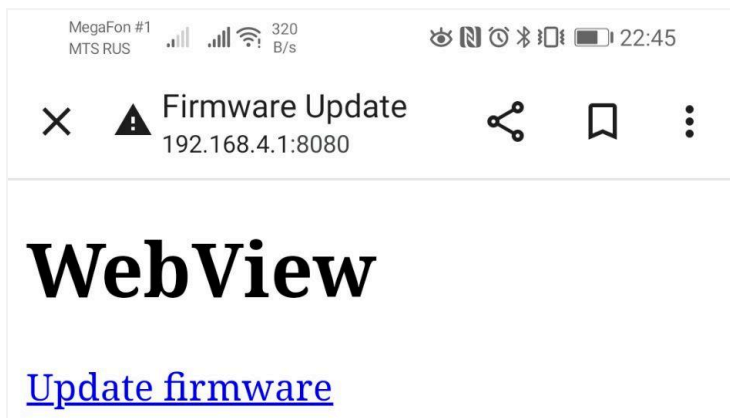 MegaFon #1
MTS RUS
320
B/s
22:45
Firmware Update
192.168.4.1:8080
WebView
Update firmware